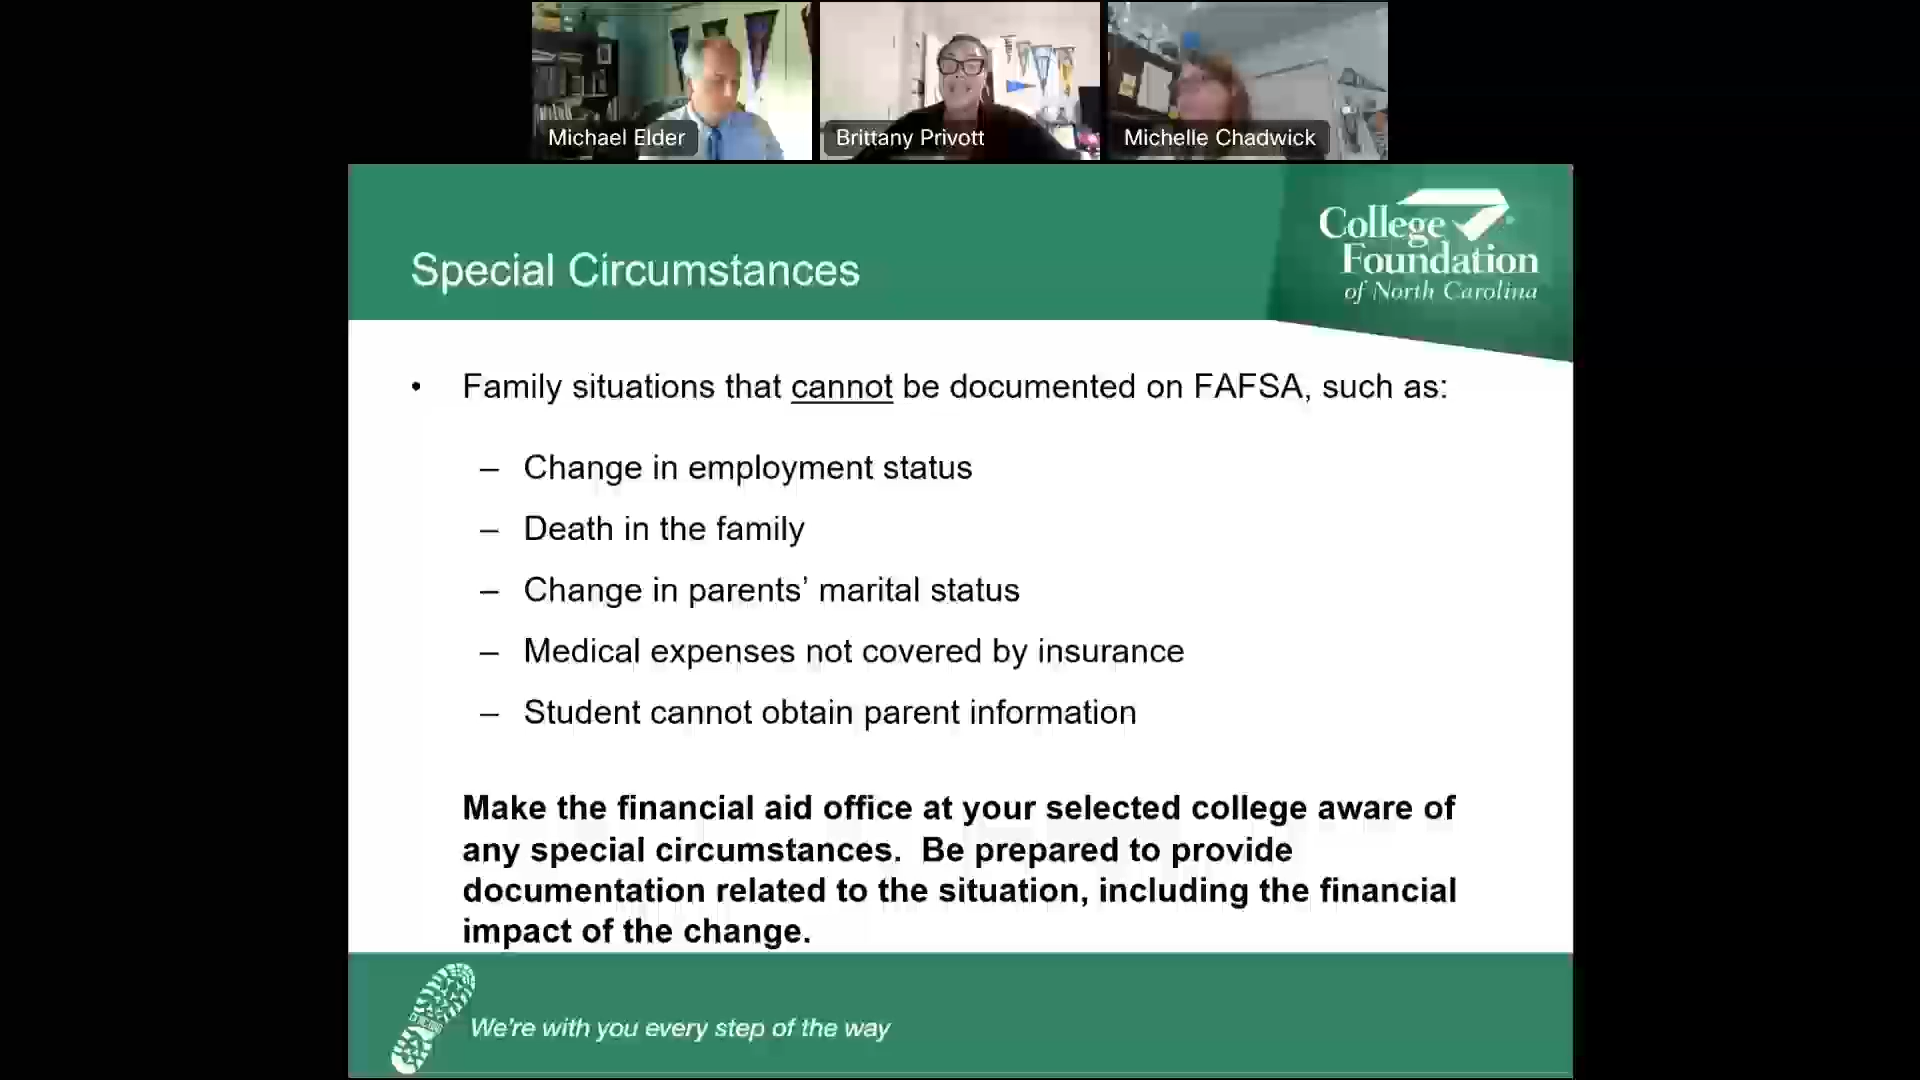 Michael Elder
Brittany Privott
Michelle Chadwick
College
Foundation
of North Carolina
Special Circumstances
• Family situations that cannot be documented on FAFSA, such as:
– Change in employment status
– Death in the family
– Change in parents’ marital status
– Medical expenses not covered by insurance
– Student cannot obtain parent information
Make the financial aid office at your selected college aware of
any special circumstances.  Be prepared to provide
documentation related to the situation, including the financial
impact of the change.
We're with you every step of the way